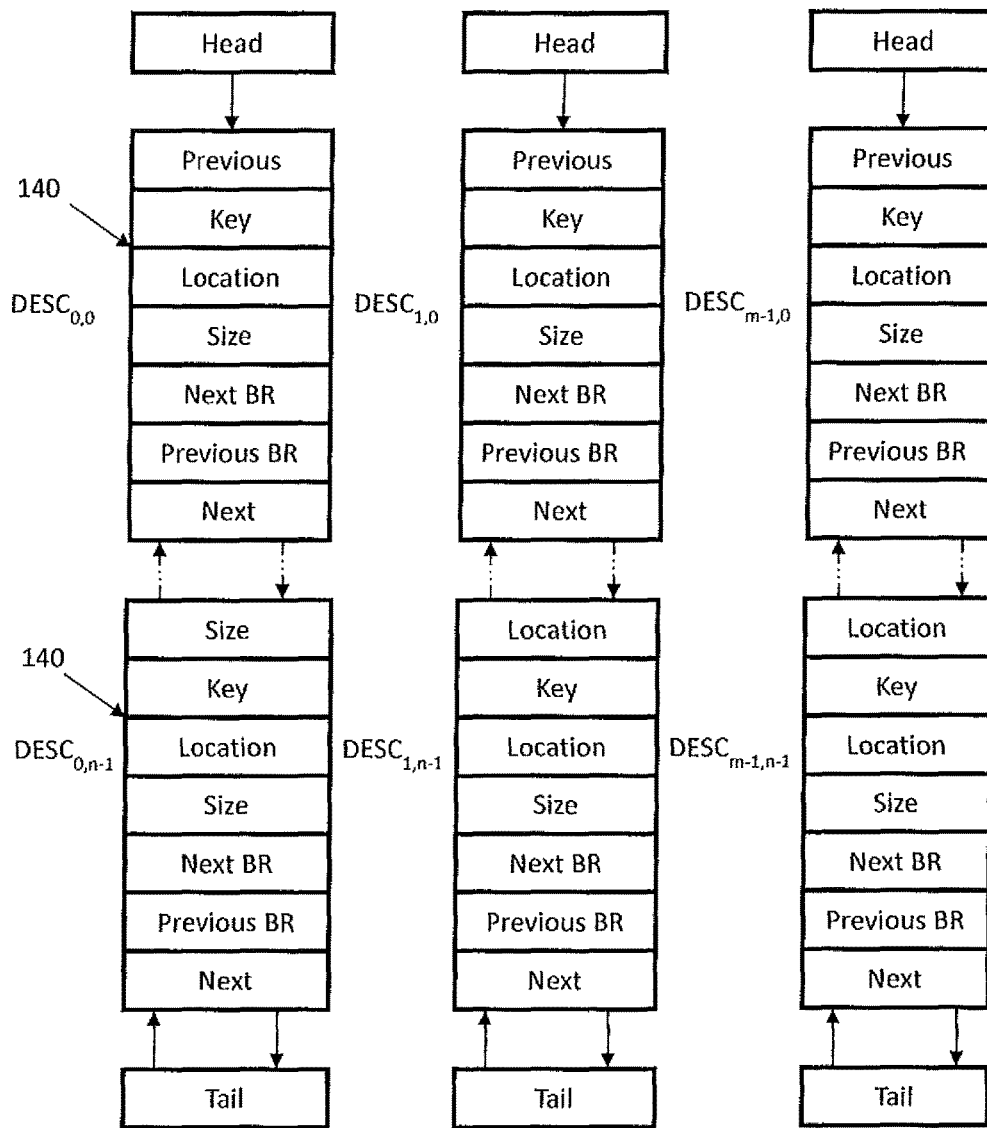 Head Head Head
Previous Previous Previous
140
Key Key Key
Location Location Location
DESC0,0 DESC1,0 DESCm-1,0
Size Size Size
Next BR Next BR Next BR
Previous BR Previous BR Previous BR
Next Next Next
Size Location Location
140
Key Key Key
Location Location Location
DESC0,n-1 DESC1,n-1 DESCm-1,n-1
Size Size Size
Next BR Next BR Next BR
Previous BR Previous BR Previous BR
Next Next Next
Tail Tail Tail